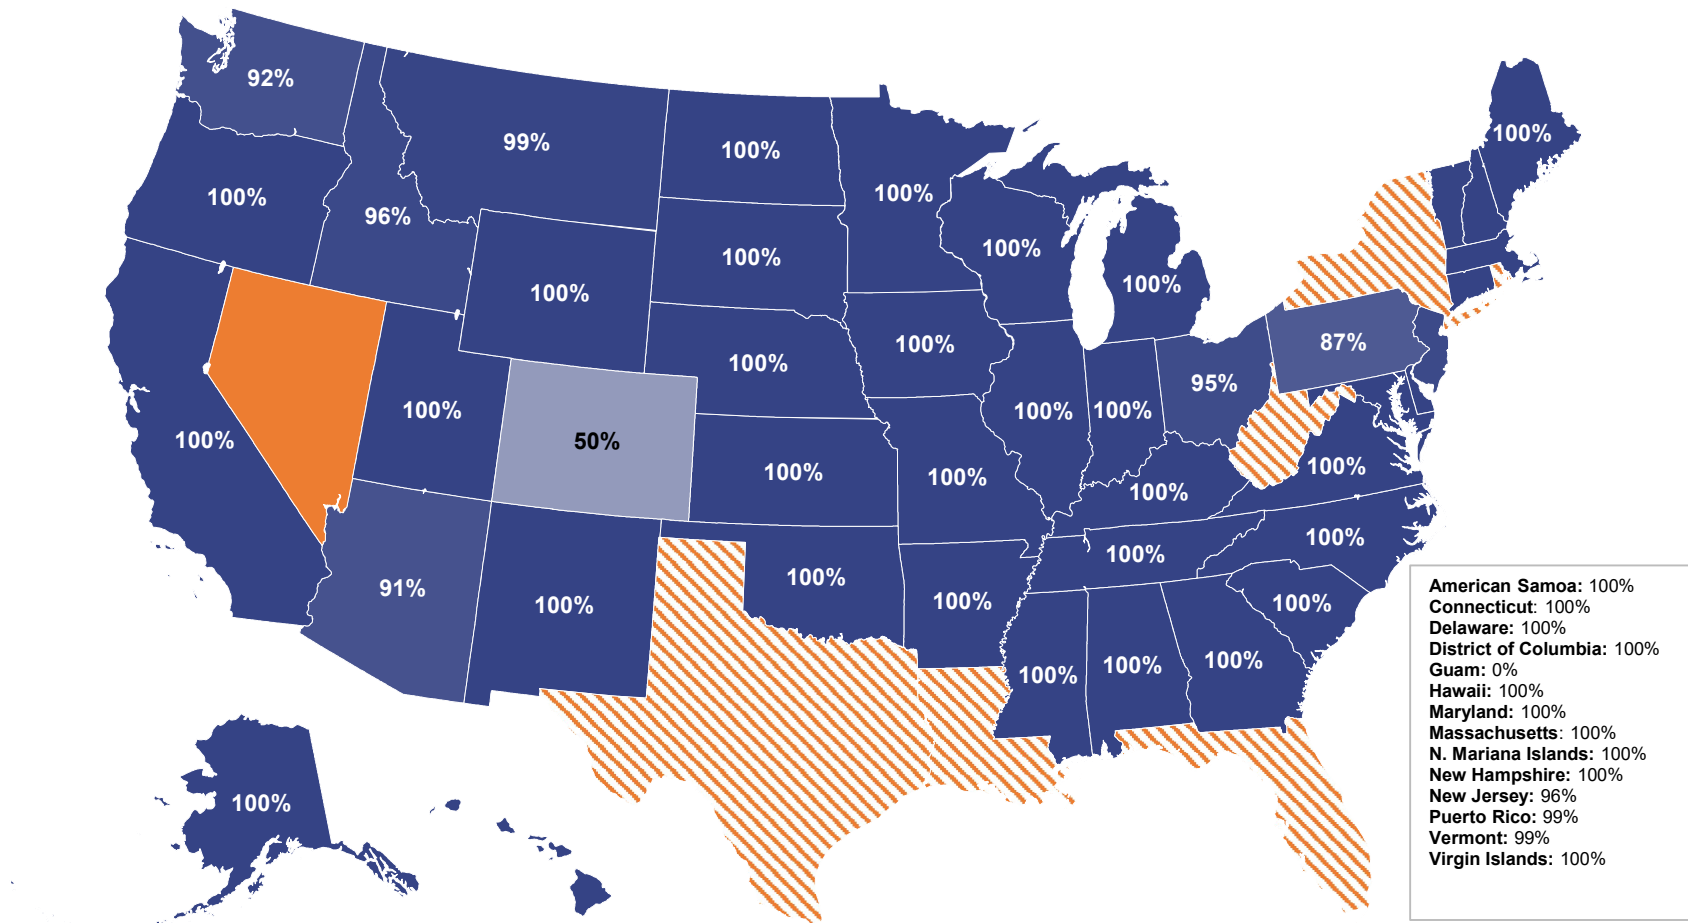 92%
99%
100%
100%
100%
100%
96%
100%
100%
100%
100%
100%
100%
87%
100%
100%
95%
100%
100%
100%
100%
50%
100%
100%
100%
100%
100%
100%
100%
91%
100%
100%
100%
100%
100%
100%
100%
100%
American Samoa: 100%
Connecticut: 100%
Delaware: 100%
District of Columbia: 100%
Guam: 0%
Hawaii: 100%
Maryland: 100%
Massachusetts: 100%
N. Mariana Islands: 100%
New Hampshire: 100%
New Jersey: 96%
Puerto Rico: 99%
Vermont: 99%
Virgin Islands: 100%